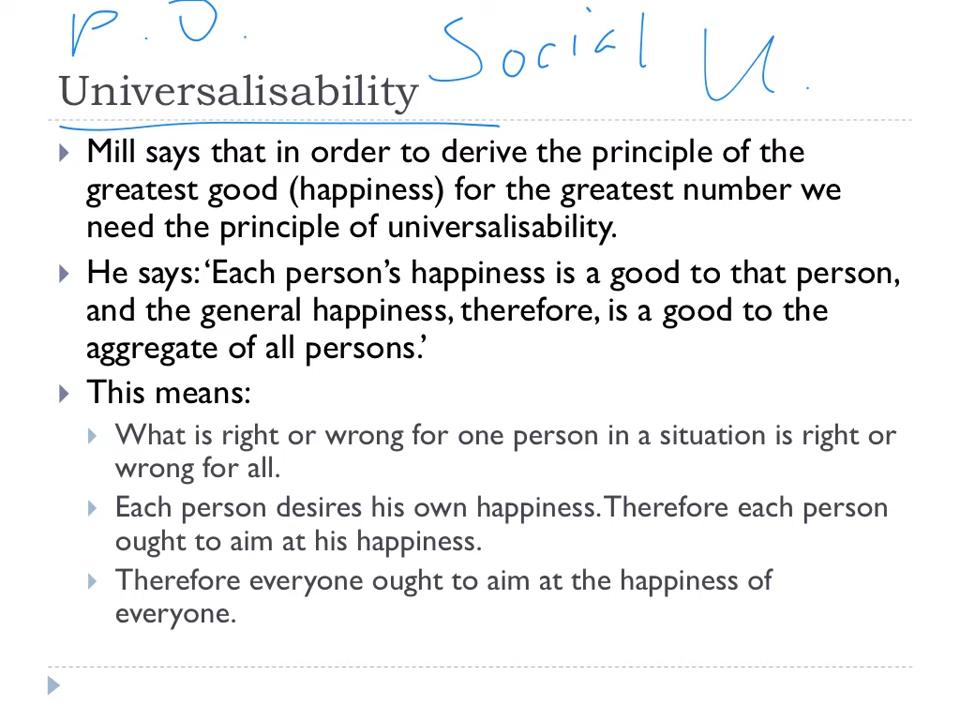 P.O. Social U.
Universalisability
Mill says that in order to derive the principle of the
greatest good (happiness) for the greatest number we
need the principle of universalisability.
He says: ‘Each person’s happiness is a good to that person,
and the general happiness, therefore, is a good to the
aggregate of all persons.’
This means:
What is right or wrong for one person in a situation is right or
wrong for all.
Each person desires his own happiness. Therefore each person
ought to aim at his happiness.
Therefore everyone ought to aim at the happiness of
everyone.